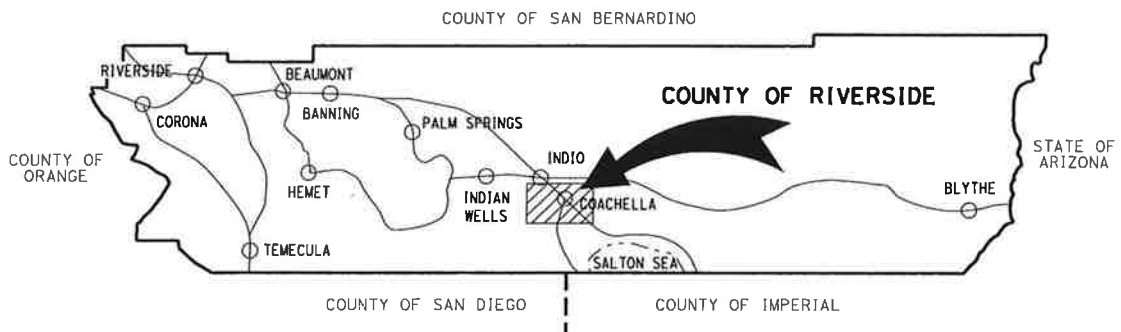 COUNTY OF SAN BERNARDINO
RIVERSIDE
BEAUMONT
COUNTY OF RIVERSIDE
BANNING
CORONA
PALM SPRINGS
STATE OF
ARIZONA
COUNTY OF
ORANGE
INDIO
HEMET
INDIAN
WELLS
COACHELLA
BLYTHE
TEMECULA
SALTON SEA
COUNTY OF SAN DIEGO
COUNTY OF IMPERIAL